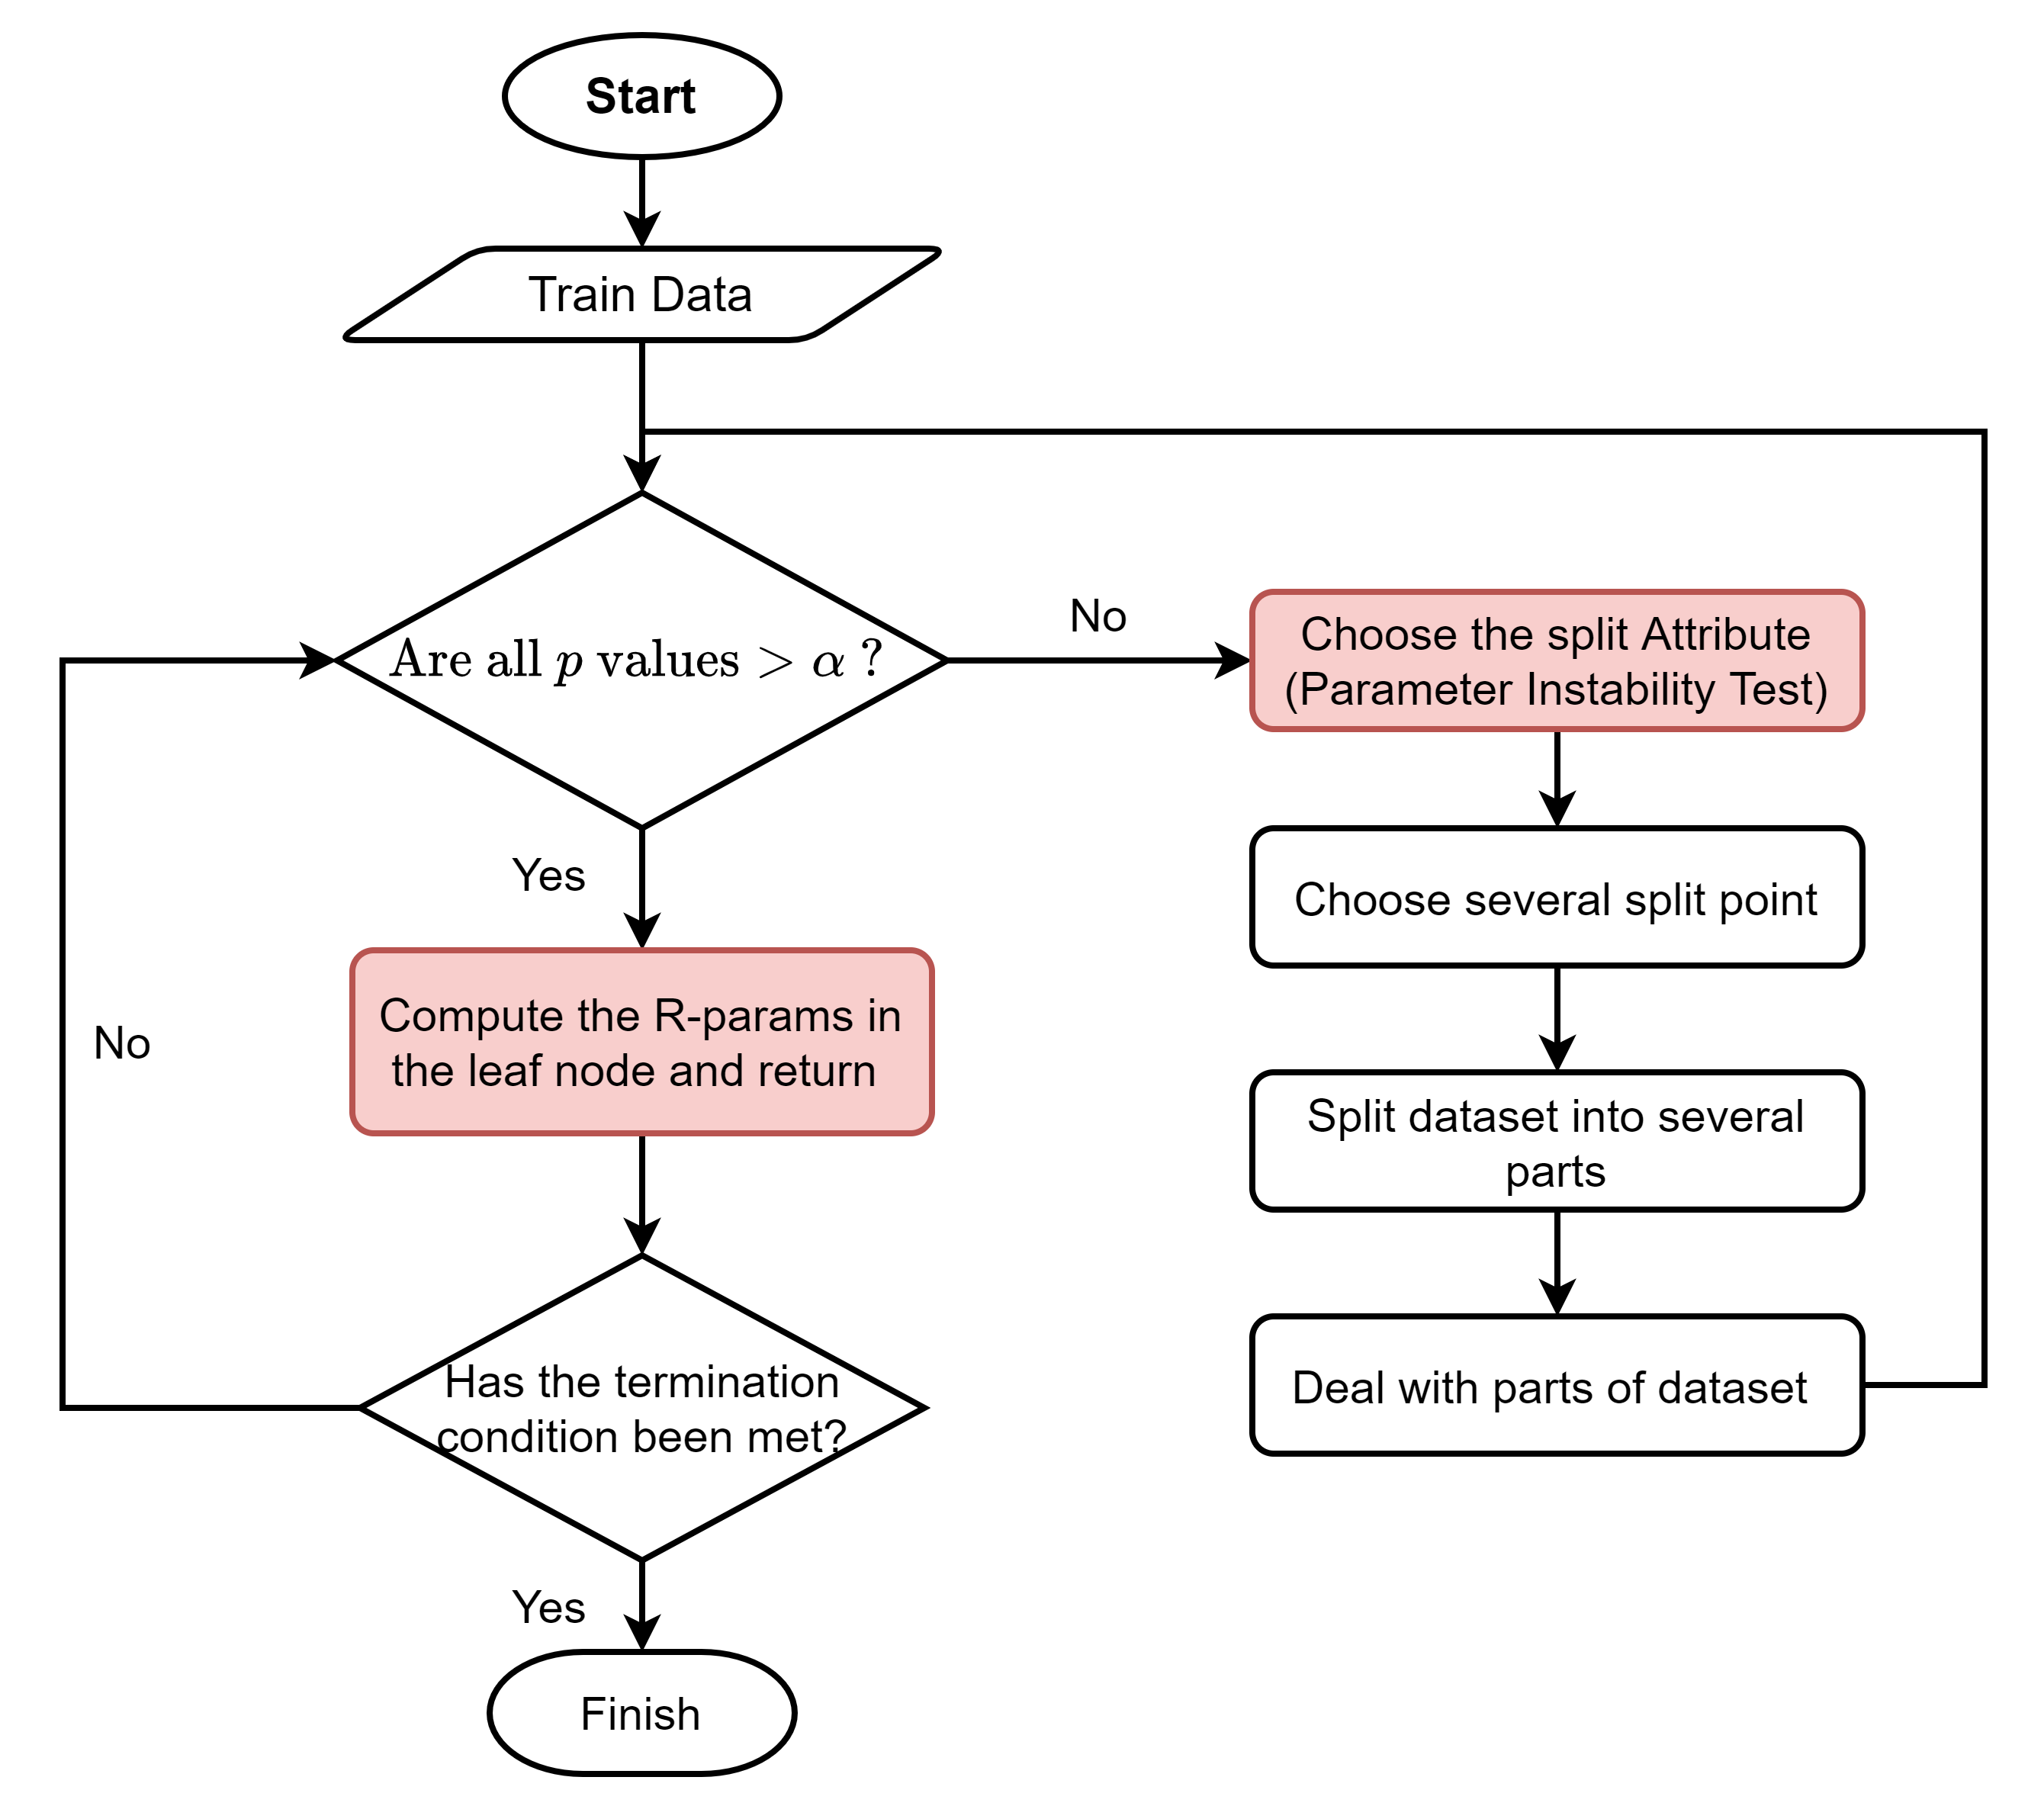 Start
Train Data
Are all p values > α ?
No
Choose the split Attribute
(Parameter Instability Test)
Yes
Choose several split point
Compute the R-params in
the leaf node and return
No
Split dataset into several
parts
Has the termination
condition been met?
Deal with parts of dataset
Yes
Finish